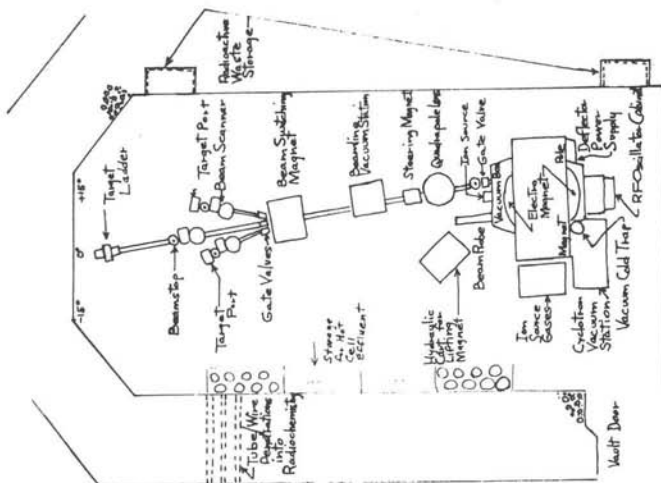 Radioactive
Waste
Storage
+15°
0°
-15°
Target
Ladder
Target Port
Beam Scanner
Beam Switching
Magnet
Beamline
Vacuum Station
Steering Magnet
Quadrapole Lens
Ion Source
Gate Valve
Beamstop
Target
Port
Gate Valves
Vacuum Box
Beam Probe
Electro
Magnet
Magnet
Pole
Deflector
Power
Supply
RF Oscillator Cabinet
Storage
For Hot
Cell
Effluent
Hydraulic
Cart for
Lifting
Magnet
Ion
Source
Gases
Cyclotron
Vacuum
Station
Vacuum Cold Trap
Tube/Wire
Penetrations
into
Radiochemistry
Vault Door